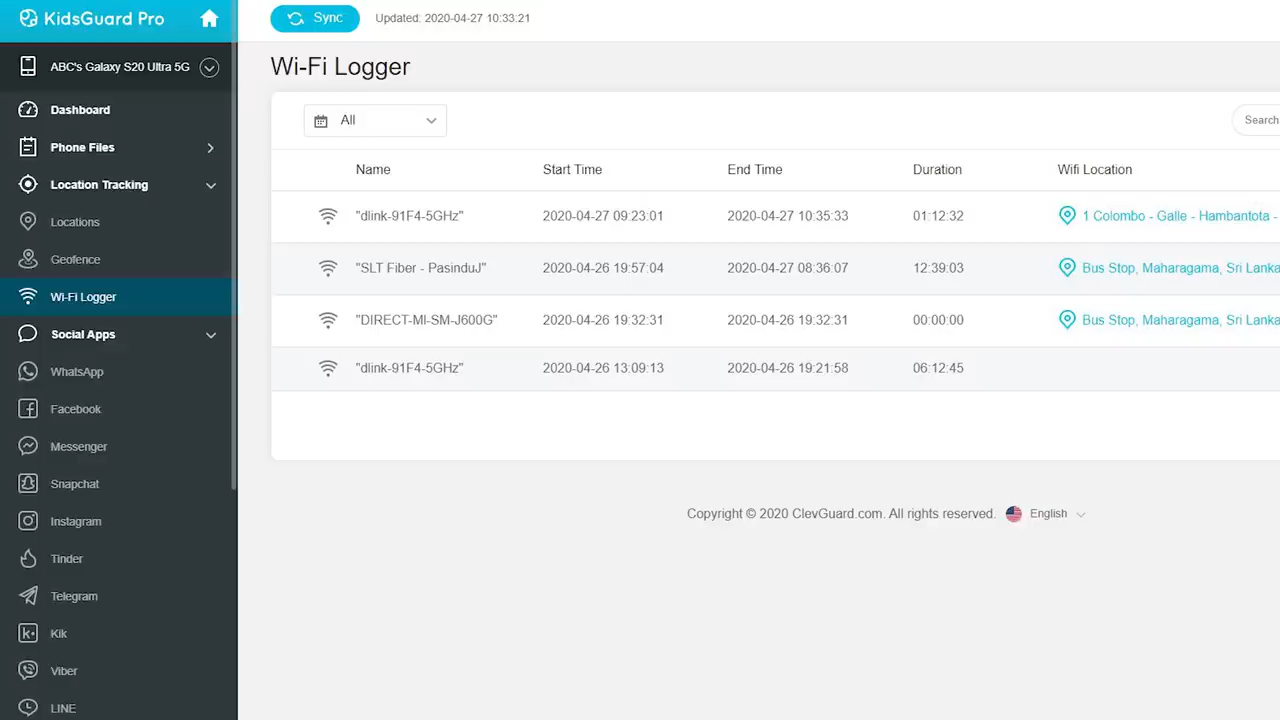 KidsGuard Pro
Sync
Updated: 2020-04-27 10:33:21
ABC's Galaxy S20 Ultra 5G
Dashboard
Phone Files
Location Tracking
Locations
Geofence
Wi-Fi Logger
Social Apps
WhatsApp
Facebook
Messenger
Snapchat
Instagram
Tinder
Telegram
Kik
Viber
LINE
Wi-Fi Logger
All
Search
Name Start Time End Time Duration Wifi Location
"dlink-91F4-5GHz" 2020-04-27 09:23:01 2020-04-27 10:35:33 01:12:32 1 Colombo - Galle - Hambantota -
"SLT Fiber - PasinduJ" 2020-04-26 19:57:04 2020-04-27 08:36:07 12:39:03 Bus Stop, Maharagama, Sri Lanka
"DIRECT-MI-SM-J600G" 2020-04-26 19:32:31 2020-04-26 19:32:31 00:00:00 Bus Stop, Maharagama, Sri Lanka
"dlink-91F4-5GHz" 2020-04-26 13:09:13 2020-04-26 19:21:58 06:12:45
Copyright © 2020 ClevGuard.com. All rights reserved. English